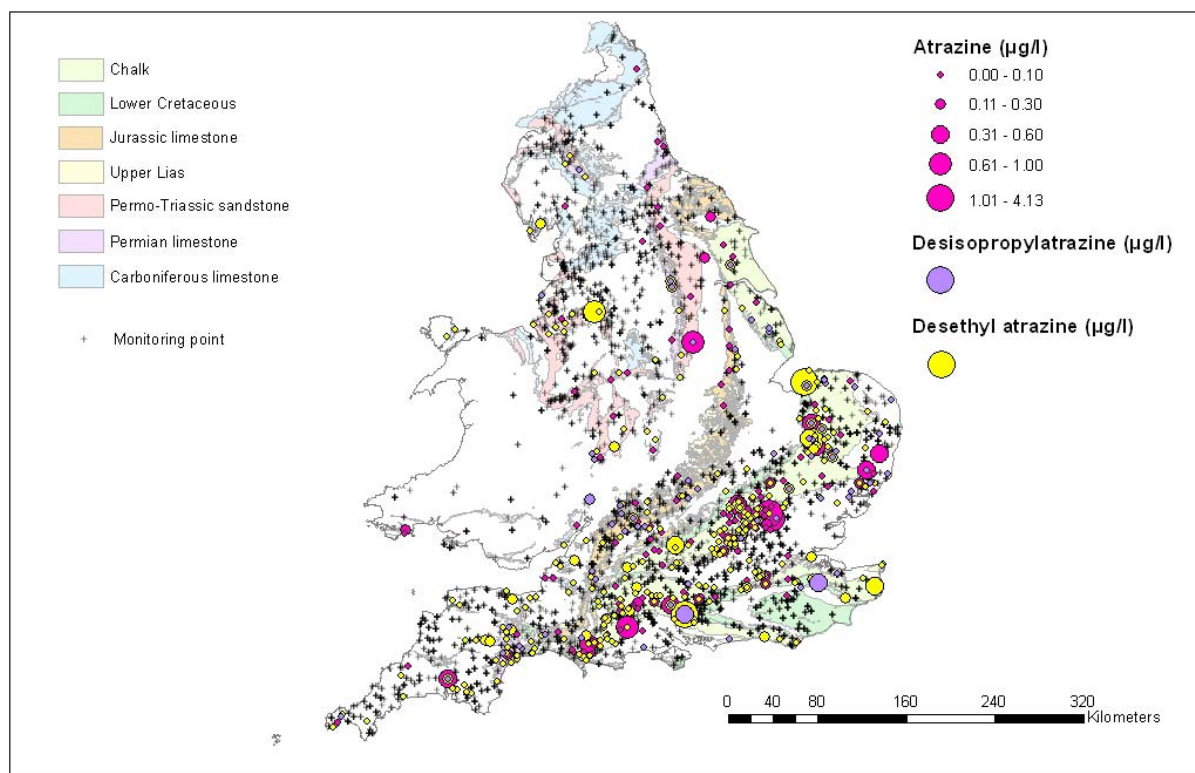 Chalk
Lower Cretaceous
Jurassic limestone
Upper Lias
Permo-Triassic sandstone
Permian limestone
Carboniferous limestone
Monitoring point
Atrazine (µg/l)
0.00 - 0.10
0.11 - 0.30
0.31 - 0.60
0.61 - 1.00
1.01 - 4.13
Desisopropylatrazine (µg/l)
Desethyl atrazine (µg/l)
0 40 80 160 240 320
Kilometers